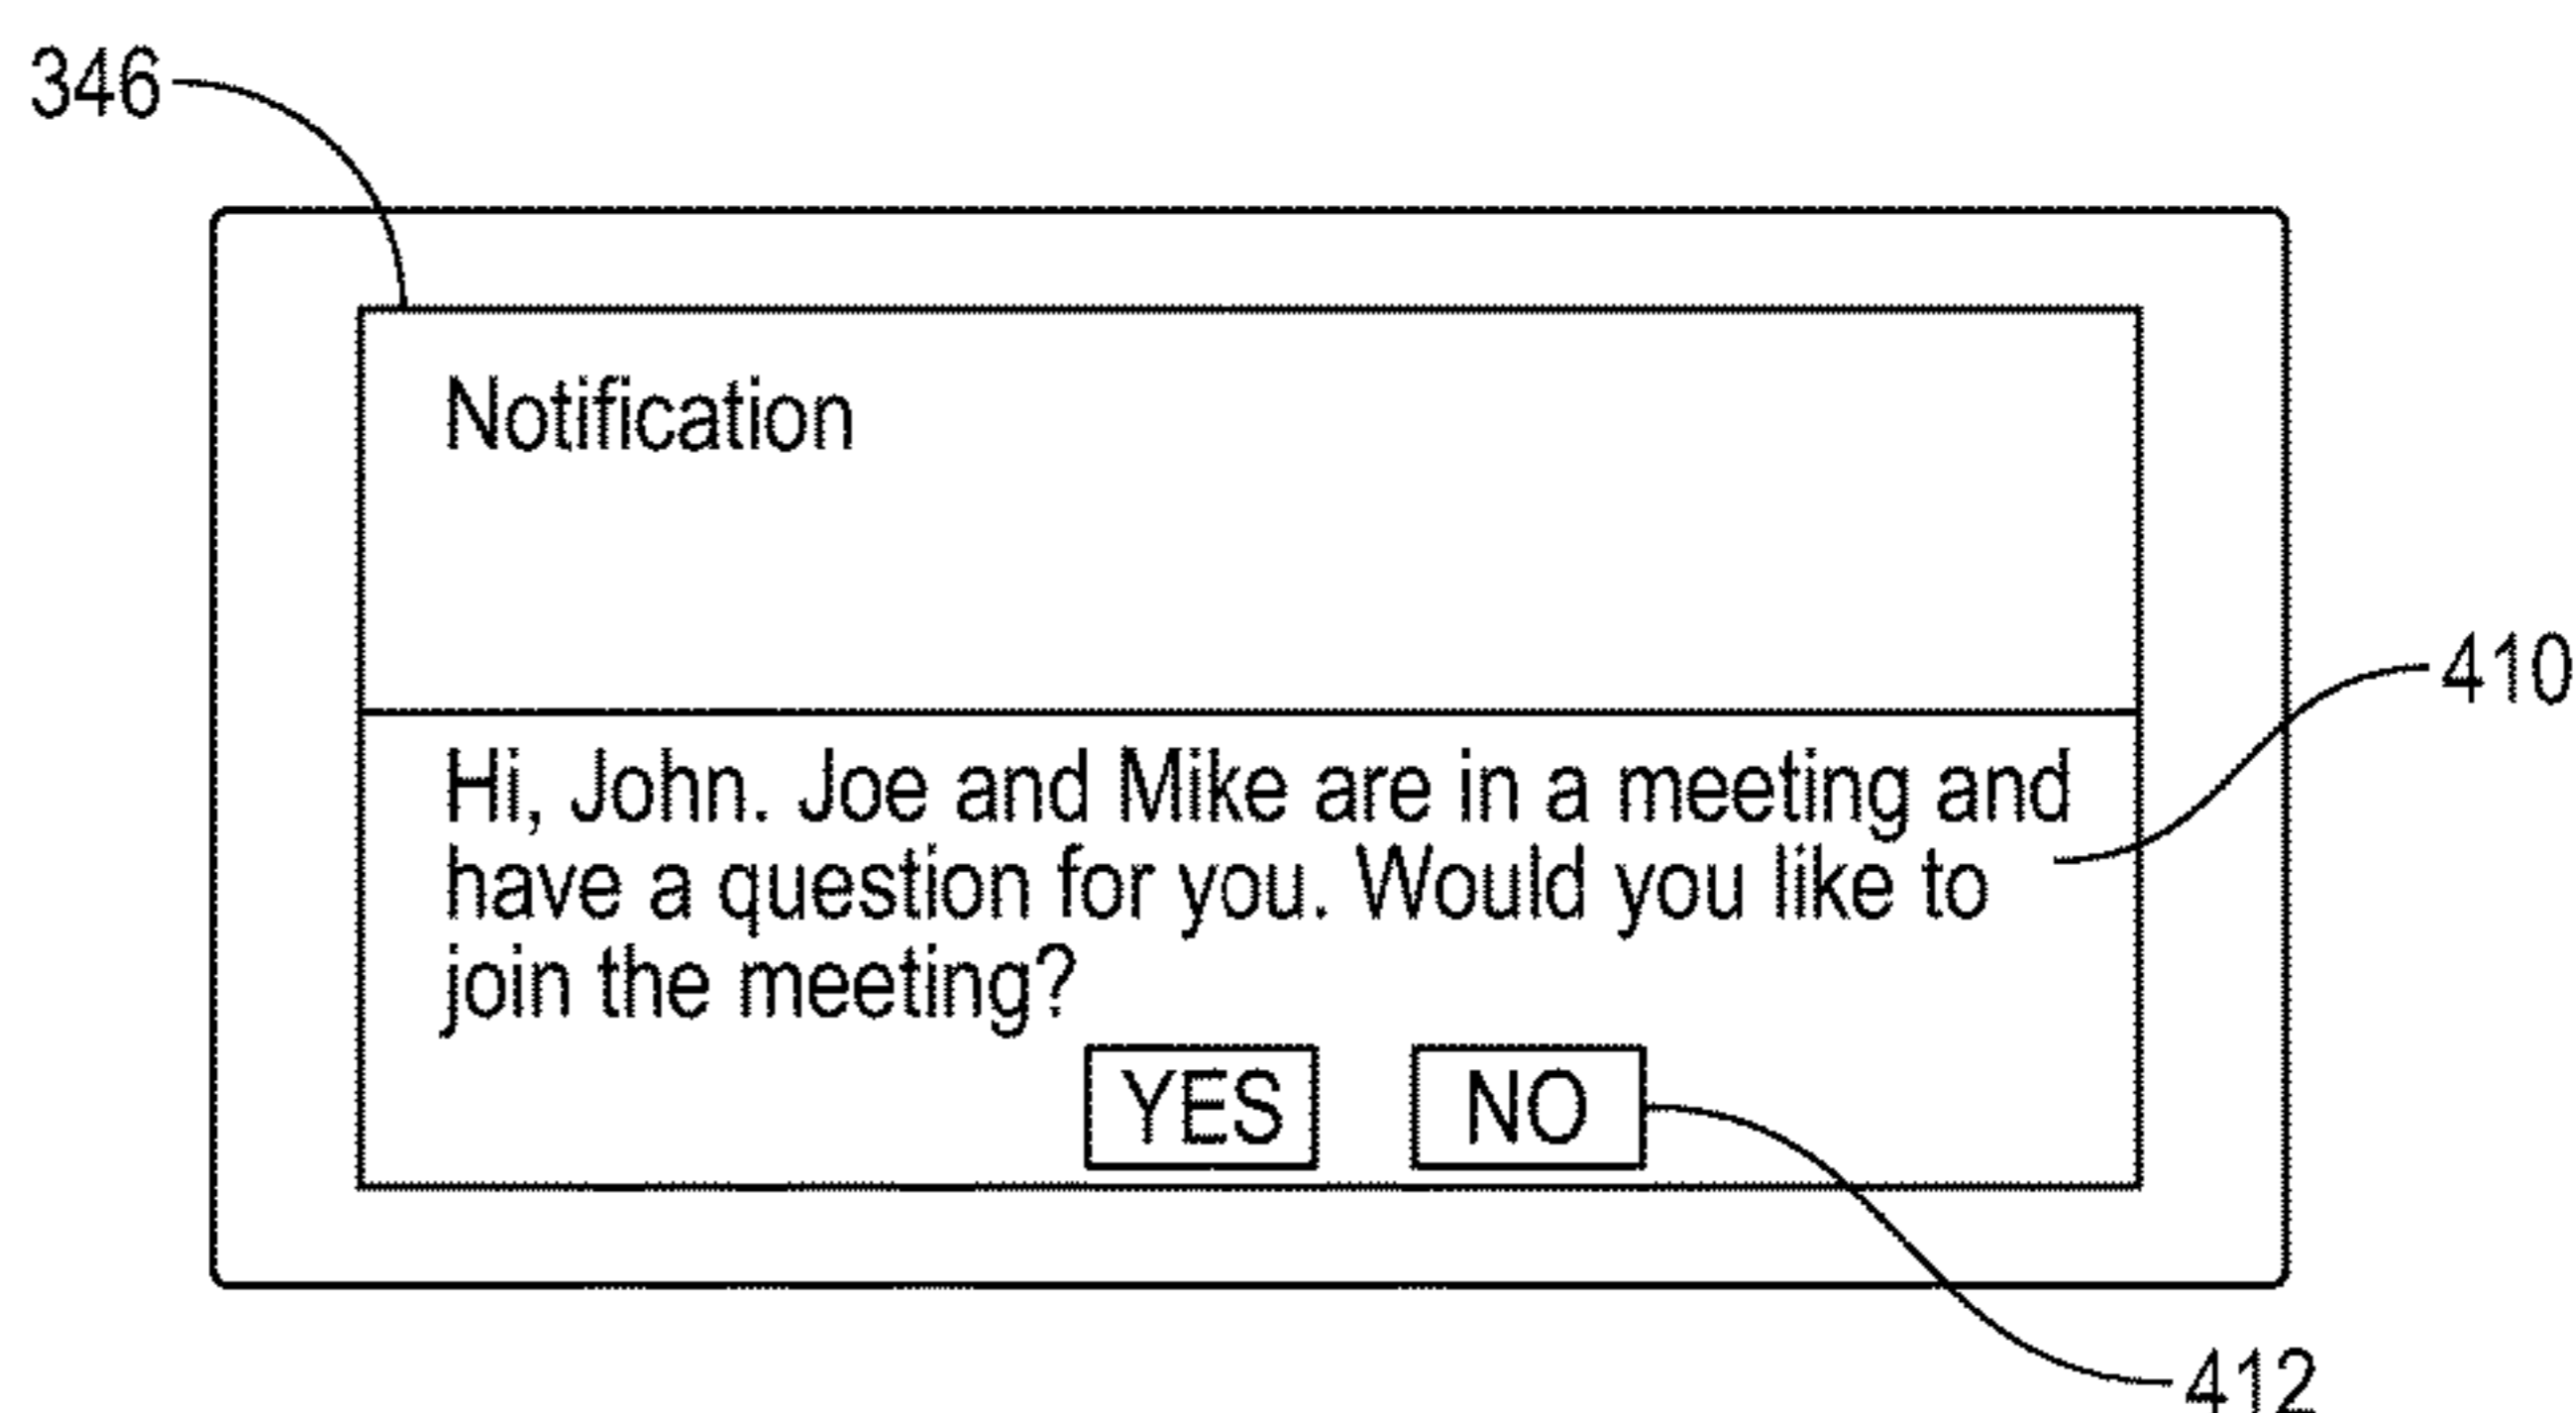 346
Notification
410
Hi, John. Joe and Mike are in a meeting and
have a question for you. Would you like to
join the meeting?
YES NO
412